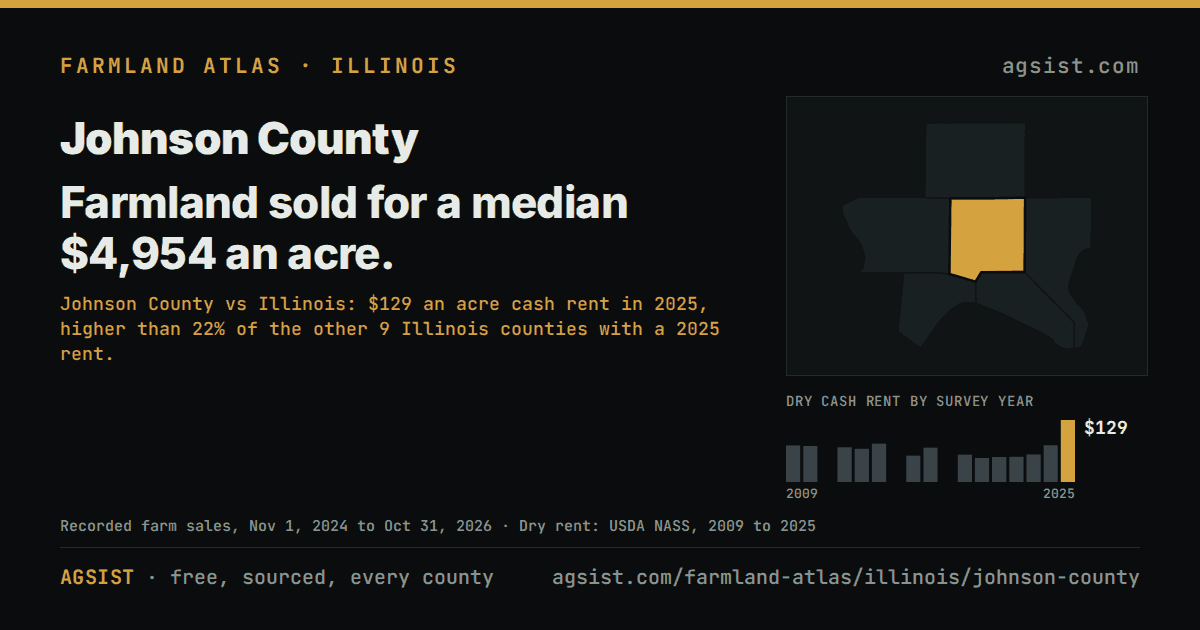 FARMLAND ATLAS · ILLINOIS
agsist.com
Johnson County
Farmland sold for a median
$4,954 an acre.
Johnson County vs Illinois: $129 an acre cash rent in 2025,
higher than 22% of the other 9 Illinois counties with a 2025
rent.
DRY CASH RENT BY SURVEY YEAR
$129
2009
2025
Recorded farm sales, Nov 1, 2024 to Oct 31, 2026 · Dry rent: USDA NASS, 2009 to 2025
AGSIST · free, sourced, every county
agsist.com/farmland-atlas/illinois/johnson-county